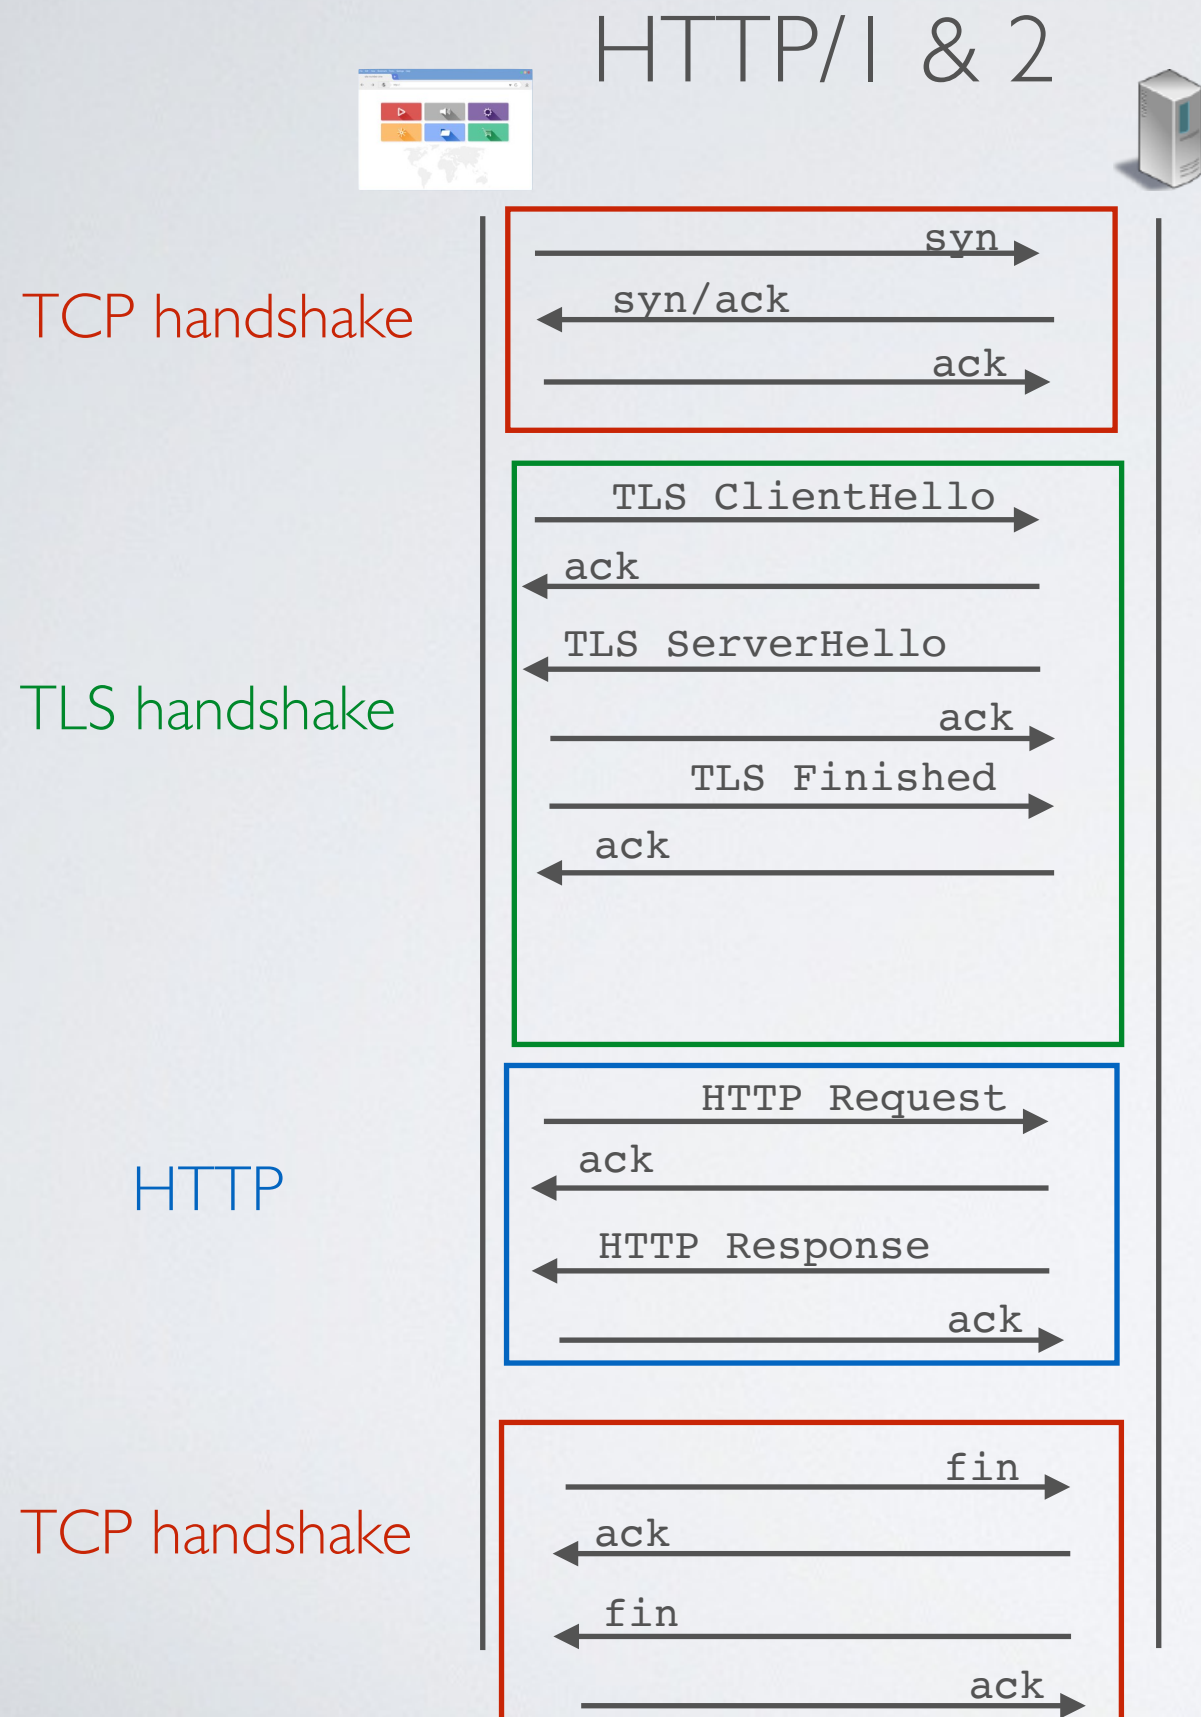 HTTP/1 & 2
TCP handshake
syn
syn/ack
ack
TLS handshake
TLS ClientHello
ack
TLS ServerHello
ack
TLS Finished
ack
HTTP
HTTP Request
ack
HTTP Response
ack
TCP handshake
fin
ack
fin
ack